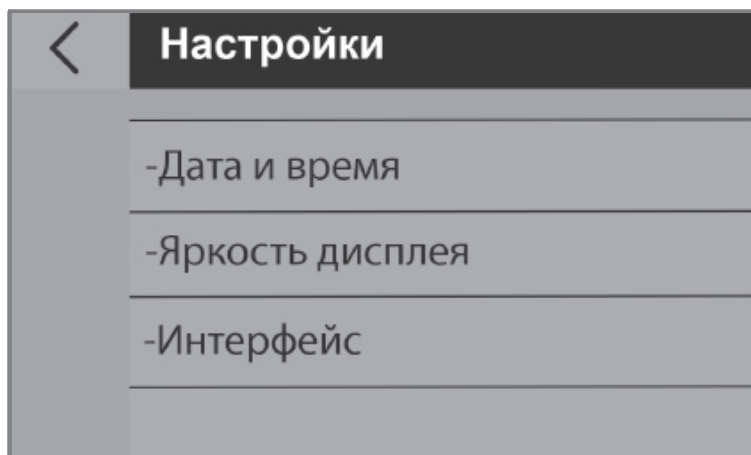 Настройки
-Дата и время
-Яркость дисплея
-Интерфейс